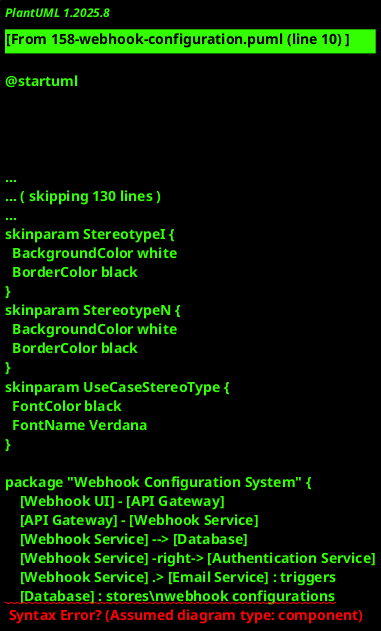 PlantUML 1.2025.8
[From 158-webhook-configuration.puml (line 10) ]
@startuml
...
... ( skipping 130 lines )
...
skinparam StereotypeI {
  BackgroundColor white
  BorderColor black
}
skinparam StereotypeN {
  BackgroundColor white
  BorderColor black
}
skinparam UseCaseStereoType {
  FontColor black
  FontName Verdana
}
package "Webhook Configuration System" {
    [Webhook UI] - [API Gateway]
    [API Gateway] - [Webhook Service]
    [Webhook Service] --> [Database]
    [Webhook Service] -right-> [Authentication Service]
    [Webhook Service] .> [Email Service] : triggers
    [Database] : stores\nwebhook configurations
Syntax Error? (Assumed diagram type: component)